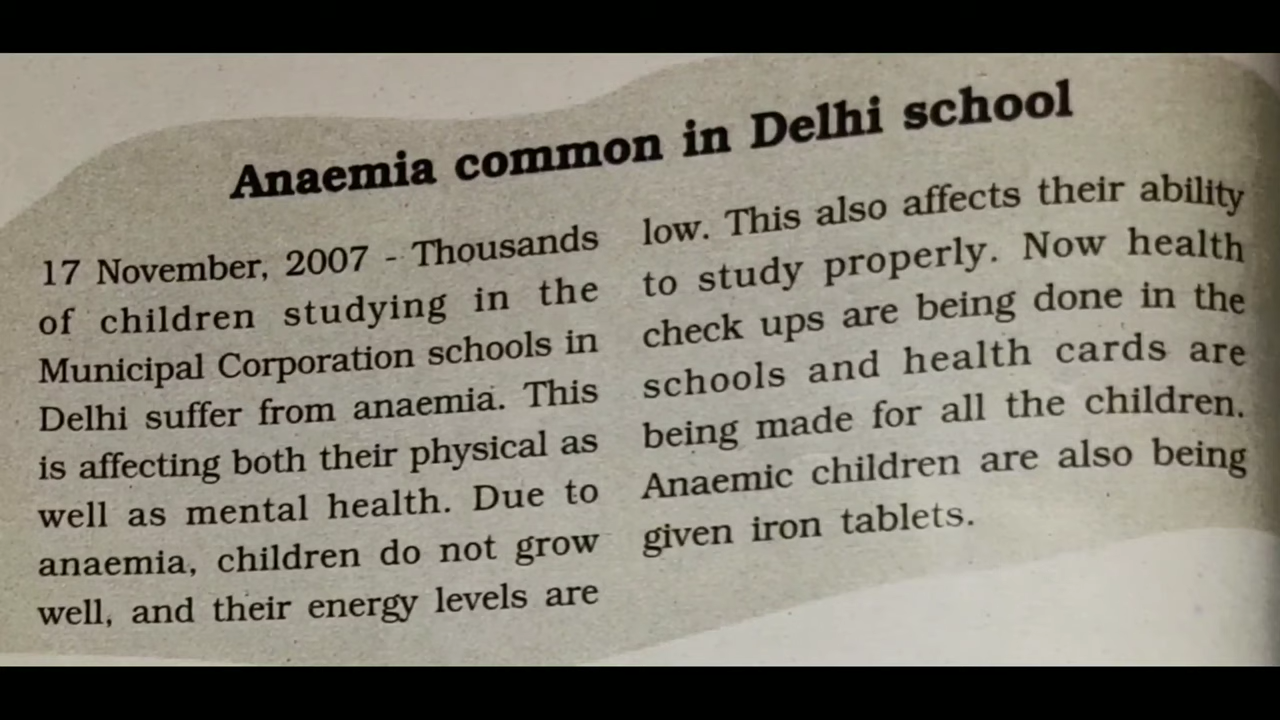 Anaemia common in Delhi school
17 November, 2007 - Thousands
of children studying in the
Municipal Corporation schools in
Delhi suffer from anaemia. This
is affecting both their physical as
well as mental health. Due to
anaemia, children do not grow
well, and their energy levels are
low. This also affects their ability
to study properly. Now health
check ups are being done in the
schools and health cards are
being made for all the children.
Anaemic children are also being
given iron tablets.